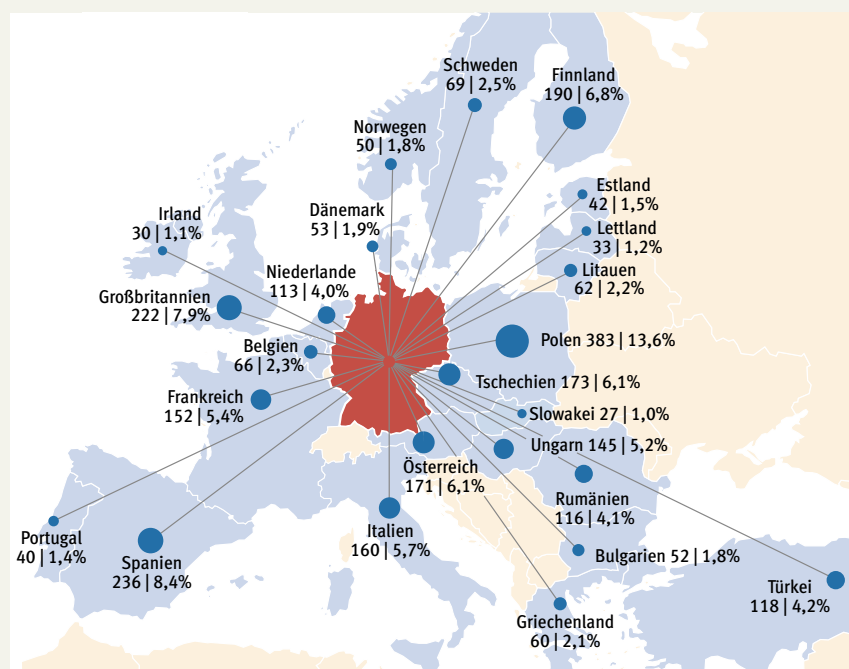 Schweden
69 | 2,5%
Finnland
190 | 6,8%
Norwegen
50 | 1,8%
Estland
42 | 1,5%
Irland
30 | 1,1%
Dänemark
53 | 1,9%
Lettland
33 | 1,2%
Litauen
62 | 2,2%
Niederlande
113 | 4,0%
Großbritannien
222 | 7,9%
Polen 383 | 13,6%
Belgien
66 | 2,3%
Tschechien 173 | 6,1%
Frankreich
152 | 5,4%
Slowakei 27 | 1,0%
Ungarn 145 | 5,2%
Österreich
171 | 6,1%
Rumänien
116 | 4,1%
Italien
160 | 5,7%
Portugal
40 | 1,4%
Spanien
236 | 8,4%
Bulgarien 52 | 1,8%
Türkei
118 | 4,2%
Griechenland
60 | 2,1%